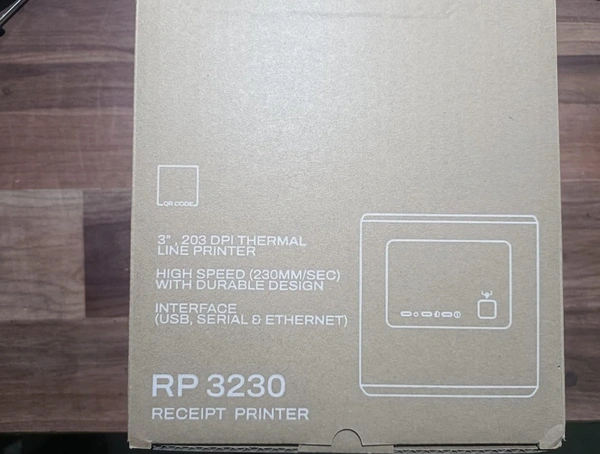 QR CODE
3" , 203 DPI THERMAL
LINE PRINTER
HIGH SPEED (230MM/SEC)
WITH DURABLE DESIGN
INTERFACE
(USB, SERIAL & ETHERNET)
RP 3230
RECEIPT PRINTER